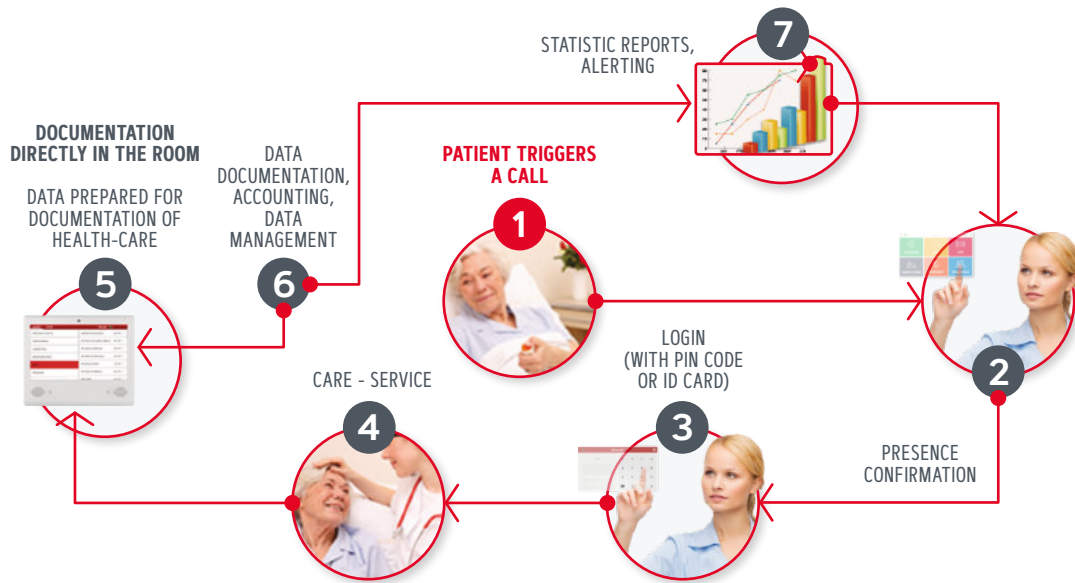 7
STATISTIC REPORTS,
ALERTING
DOCUMENTATION
DIRECTLY IN THE ROOM
DATA PREPARED FOR
DOCUMENTATION OF
HEALTH-CARE
5
DATA
DOCUMENTATION,
ACCOUNTING,
DATA
MANAGEMENT
6
PATIENT TRIGGERS
A CALL
1
2
PRESENCE
CONFIRMATION
LOGIN
(WITH PIN CODE
OR ID CARD)
3
CARE - SERVICE
4